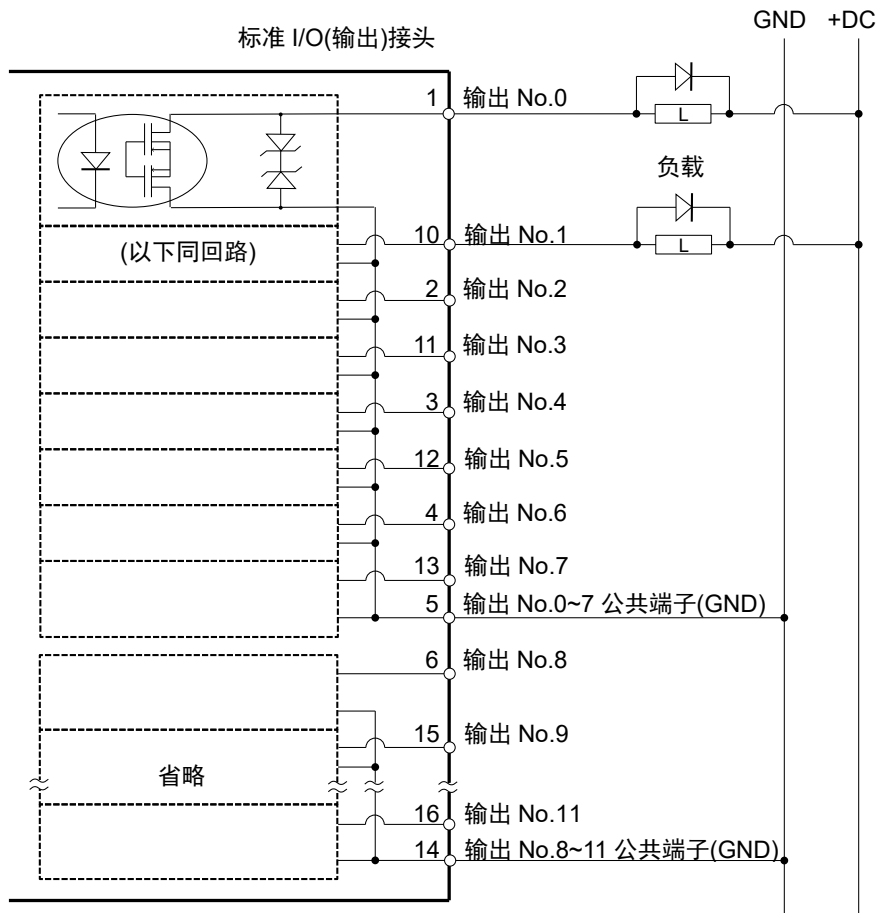 GND +DC
标准 I/O(输出)接头
1 输出 No.0
L
负载
10 输出 No.1
(以下同回路)
L
2 输出 No.2
11 输出 No.3
3 输出 No.4
12 输出 No.5
4 输出 No.6
13 输出 No.7
5 输出 No.0~7 公共端子(GND)
6 输出 No.8
15 输出 No.9
省略
16 输出 No.11
14 输出 No.8~11 公共端子(GND)